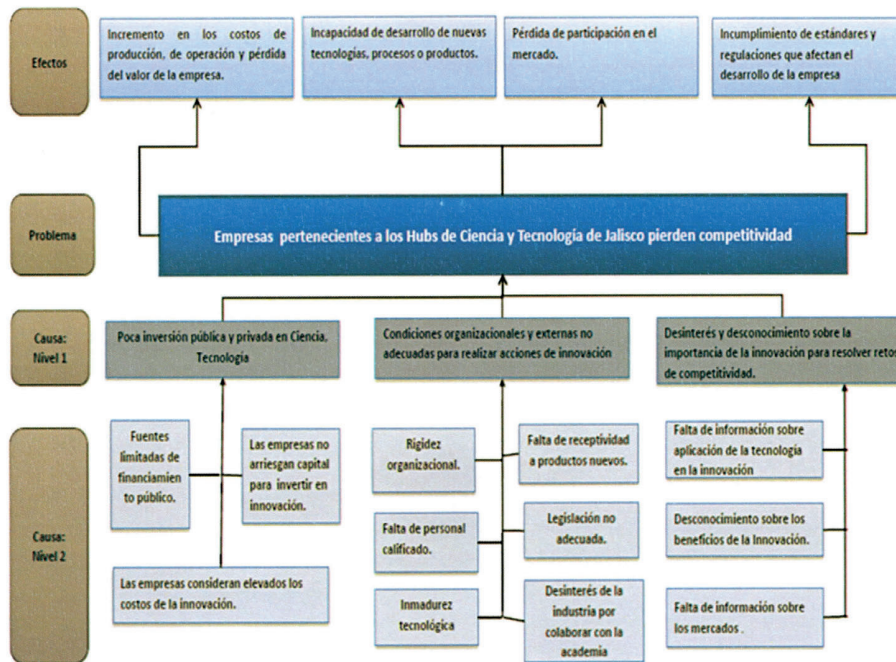 Efectos
Incremento en los costos de
producción, de operación y pérdida
del valor de la empresa.
Incapacidad de desarrollo de nuevas
tecnologías, procesos o productos.
Pérdida de participación en el
mercado.
Incumplimiento de estándares
y regulaciones que afectan el
desarrollo de la empresa
Problema
Empresas pertenecientes a los Hubs de Ciencia y Tecnología de Jalisco pierden competitividad
Causa:
Nivel 1
Poca inversión pública y privada en Ciencia,
Tecnología
Condiciones organizacionales y externas no
adecuadas para realizar acciones de innovación
Desinterés y desconocimiento sobre la
importancia de la innovación para resolver retos
de competitividad.
Causa:
Nivel 2
Fuentes
limitadas de
financiamie
nto público.
Las empresas no
arriesgan capital
para invertir en
innovación.
Las empresas consideran elevados los
costos de la innovación.
Rigidez
organizacional.
Falta de receptividad
a productos nuevos.
Falta de personal
calificado.
Legislación no
adecuada.
Inmadurez
tecnológica
Desinterés de la
industria por
colaborar con la
academia
Falta de información sobre
aplicación de la tecnología
en la innovación
Desconocimiento sobre los
beneficios de la Innovación.
Falta de información sobre
los mercados .